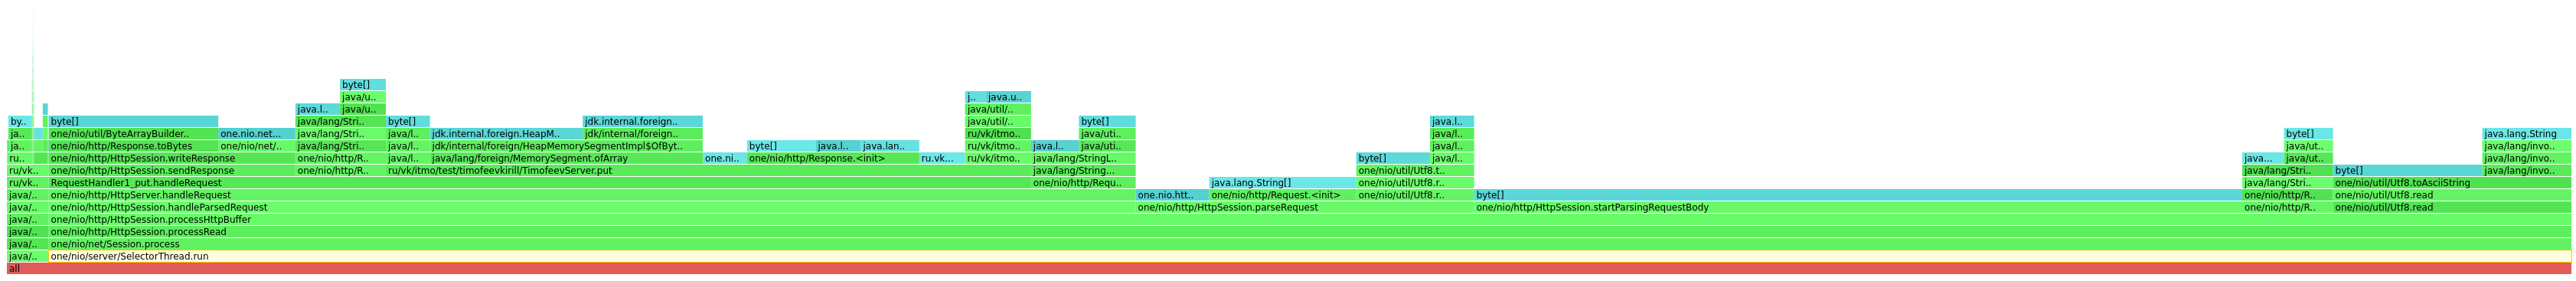 byte[]
java/u..
j.. java.u..
java.l.. java/u.. java/util/..
by.. byte[] java/lang/Stri.. byte[] jdk.internal.foreign.. java/util/.. byte[] java.l..
ja.. one/nio/util/ByteArrayBuilder.. one.nio.net... java/lang/Stri.. java/l.. jdk.internal.foreign.HeapM.. jdk/internal/foreign.. ru/vk/itmo.. java/uti.. java/l.. byte[] java.lang.String
ja.. one/nio/http/Response.toBytes one/nio/net/.. java/lang/Stri.. java/l.. jdk/internal/foreign/HeapMemorySegmentImpl$OfByt.. byte[] java.l.. java.lan.. ru/vk/itmo.. java.l.. java/uti.. java/l.. java/ut.. java/lang/invo..
ru.. one/nio/http/HttpSession.writeResponse one/nio/http/R.. java/l.. java/lang/foreign/MemorySegment.ofArray one.ni.. one/nio/http/Response.<init> ru.vk... ru/vk/itmo.. java/lang/StringL.. byte[] java/l.. java... java/ut.. java/lang/invo..
ru/vk.. one/nio/http/HttpSession.sendResponse one/nio/http/R.. ru/vk/itmo/test/timofeevkirill/TimofeevServer.put java/lang/String... one/nio/util/Utf8.t.. java/lang/Stri.. byte[] java/lang/invo..
ru/vk.. RequestHandler1_put.handleRequest one/nio/http/Requ.. java.lang.String[] one/nio/util/Utf8.r.. java/lang/Stri.. one/nio/util/Utf8.toAsciiString
java/.. one/nio/http/HttpServer.handleRequest one.nio.htt.. one/nio/http/Request.<init> one/nio/util/Utf8.r.. byte[] one/nio/http/R.. one/nio/util/Utf8.read
java/.. one/nio/http/HttpSession.handleParsedRequest one/nio/http/HttpSession.parseRequest one/nio/http/HttpSession.startParsingRequestBody one/nio/http/R.. one/nio/util/Utf8.read
java/.. one/nio/http/HttpSession.processHttpBuffer
java/.. one/nio/http/HttpSession.processRead
java/.. one/nio/net/Session.process
java/.. one/nio/server/SelectorThread.run
all